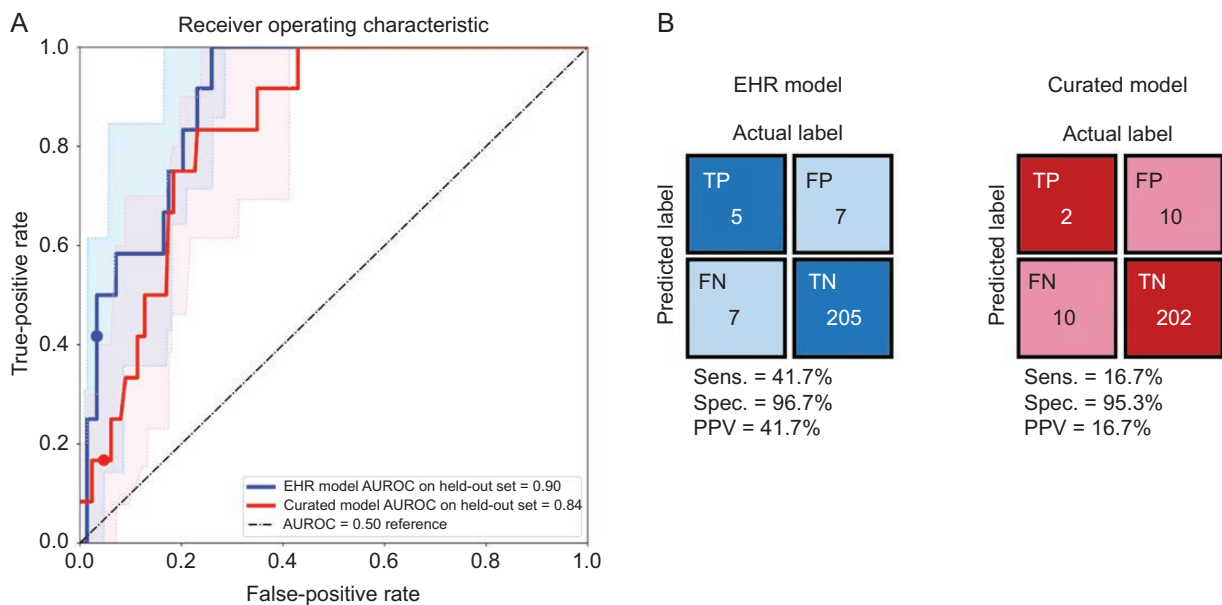 A
Receiver operating characteristic
1.0
0.8
0.6
0.4
0.2
0.0
True-positive rate
0.0
0.2
0.4
0.6
0.8
1.0
False-positive rate
EHR model AUROC on held-out set = 0.90
Curated model AUROC on held-out set = 0.84
AUROC = 0.50 reference
B
EHR model
Actual label
Predicted label
TP
5
FP
7
FN
7
TN
205
Sens. = 41.7%
Spec. = 96.7%
PPV = 41.7%
Curated model
Actual label
Predicted label
TP
2
FP
10
FN
10
TN
202
Sens. = 16.7%
Spec. = 95.3%
PPV = 16.7%